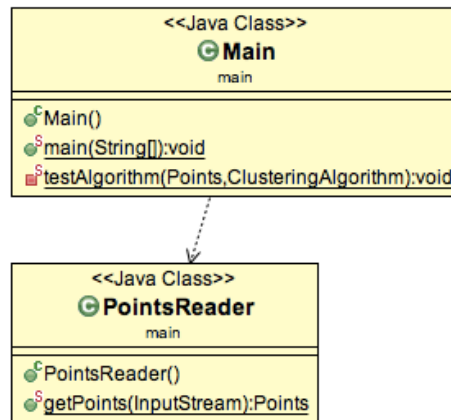 <<Java Class>>
Main
main
Main()
main(String[]):void
testAlgorithm(Points,ClusteringAlgorithm):void
<<Java Class>>
PointsReader
main
PointsReader()
getPoints(InputStream):Points